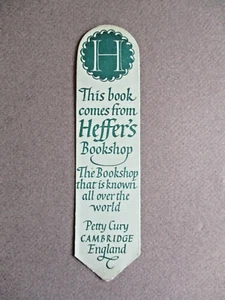 H
This book
comes from
Heffer's
Bookshop
The Bookshop
that is known
all over the
world
Petty Cury
CAMBRIDGE
England